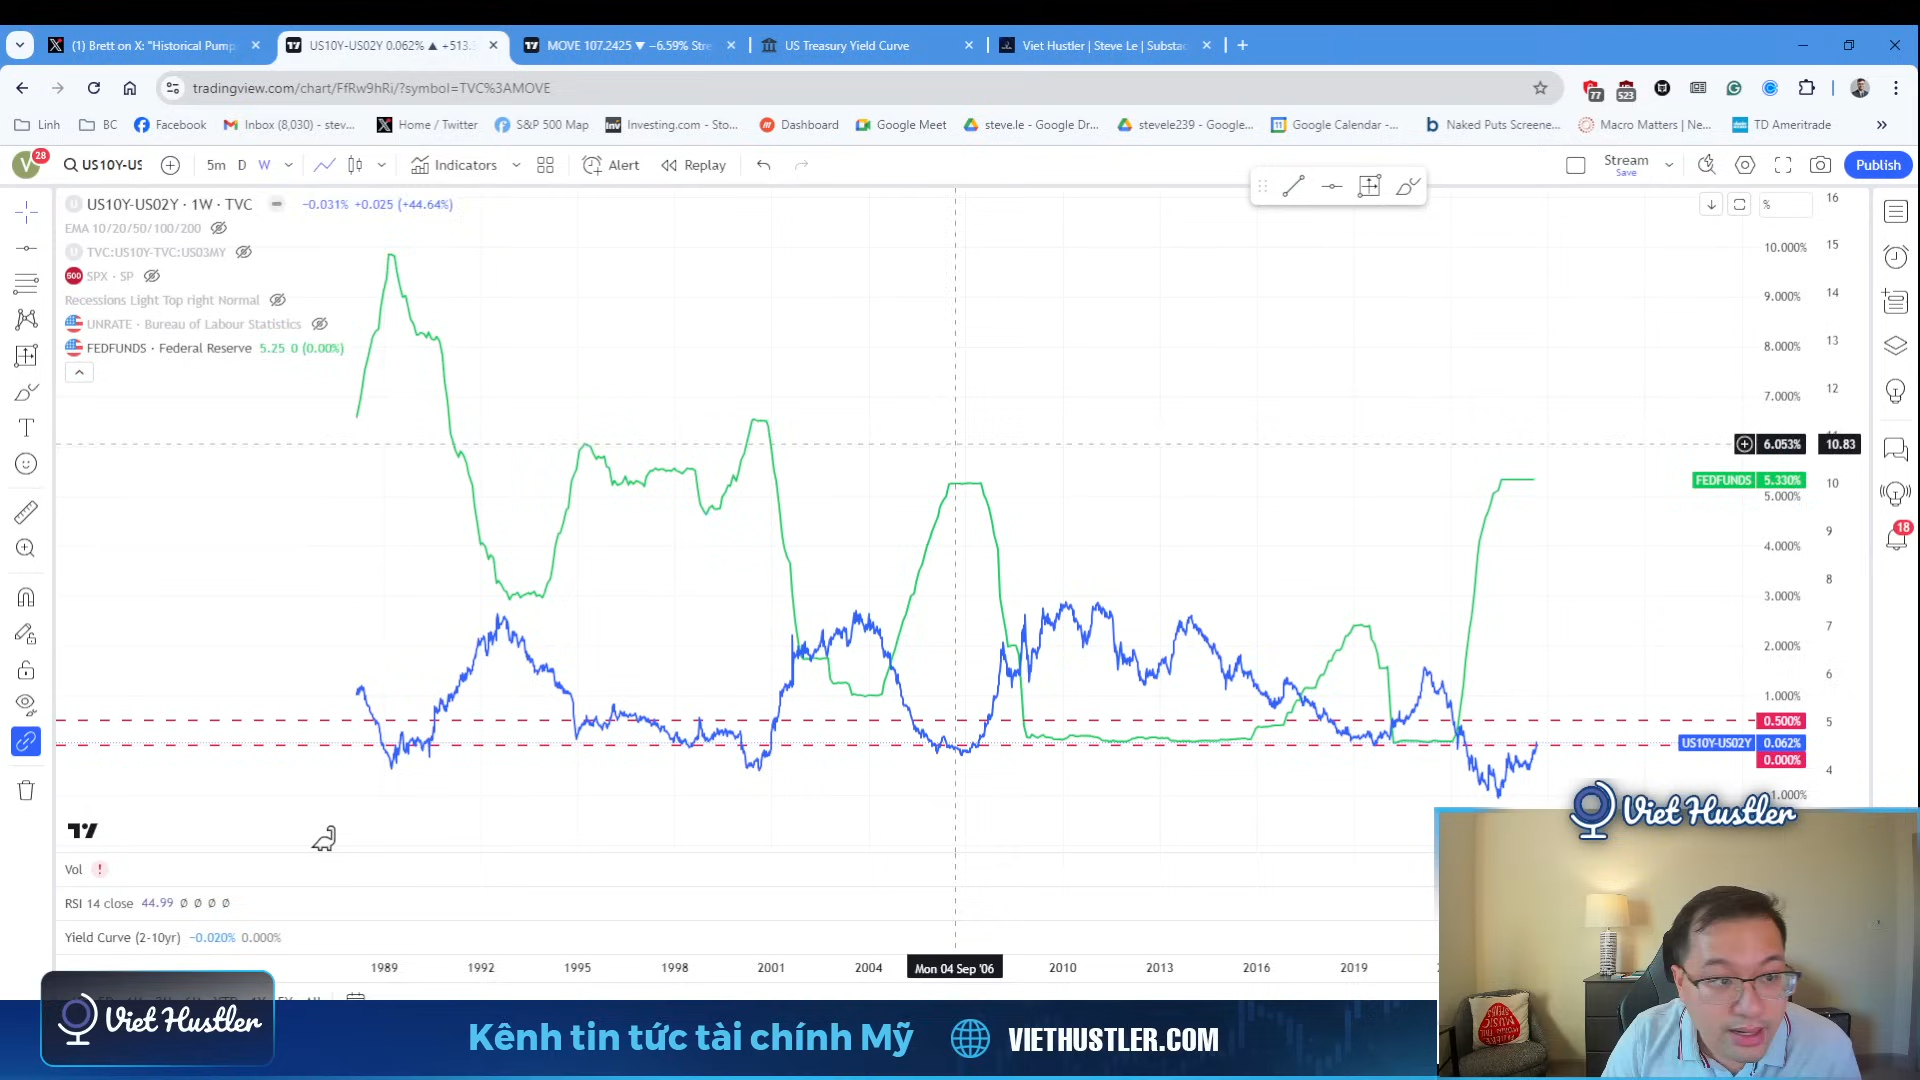 (1) Brett on X: "Historical Pump
US10Y-US02Y 0.062% ▲ +513.
MOVE 107.2425 ▼ −6.59% Stre
US Treasury Yield Curve
Viet Hustler | Steve Le | Substac
tradingview.com/chart/FfRw9hRi/?symbol=TVC%3AMOVE
77
523
Linh
BC
Facebook
Inbox (8,030) - stev...
Home / Twitter
S&P 500 Map
Investing.com - Sto...
Dashboard
Google Meet
steve.le - Google Dr...
stevele239 - Google...
Google Calendar -...
Naked Puts Screene...
Macro Matters | Ne...
TD Ameritrade
V
28
US10Y-US
5m
D
W
Indicators
Alert
Replay
Stream
Save
Publish
US10Y-US02Y · 1W · TVC
−0.031% +0.025 (+44.64%)
EMA 10/20/50/100/200
TVC:US10Y-TVC:US03MY
500
SPX · SP
Recessions Light Top right Normal
UNRATE · Bureau of Labour Statistics
FEDFUNDS · Federal Reserve 5.25 0 (0.00%)
%
16
10.000%
15
9.000%
14
8.000%
13
7.000%
12
6.053%
10.83
FEDFUNDS 5.330%
5.000%
10
9
4.000%
8
3.000%
7
2.000%
6
1.000%
5
0.500%
US10Y-US02Y 0.062%
0.000%
4
1.000%
18
Vol !
RSI 14 close 44.99 Ø Ø Ø Ø
Yield Curve (2-10yr) −0.020% 0.000%
1989
1992
1995
1998
2001
2004
Mon 04 Sep '06
2010
2013
2016
2019
Viet Hustler
Viet Hustler
Kênh tin tức tài chính Mỹ
VIETHUSTLER.COM
MUSIC